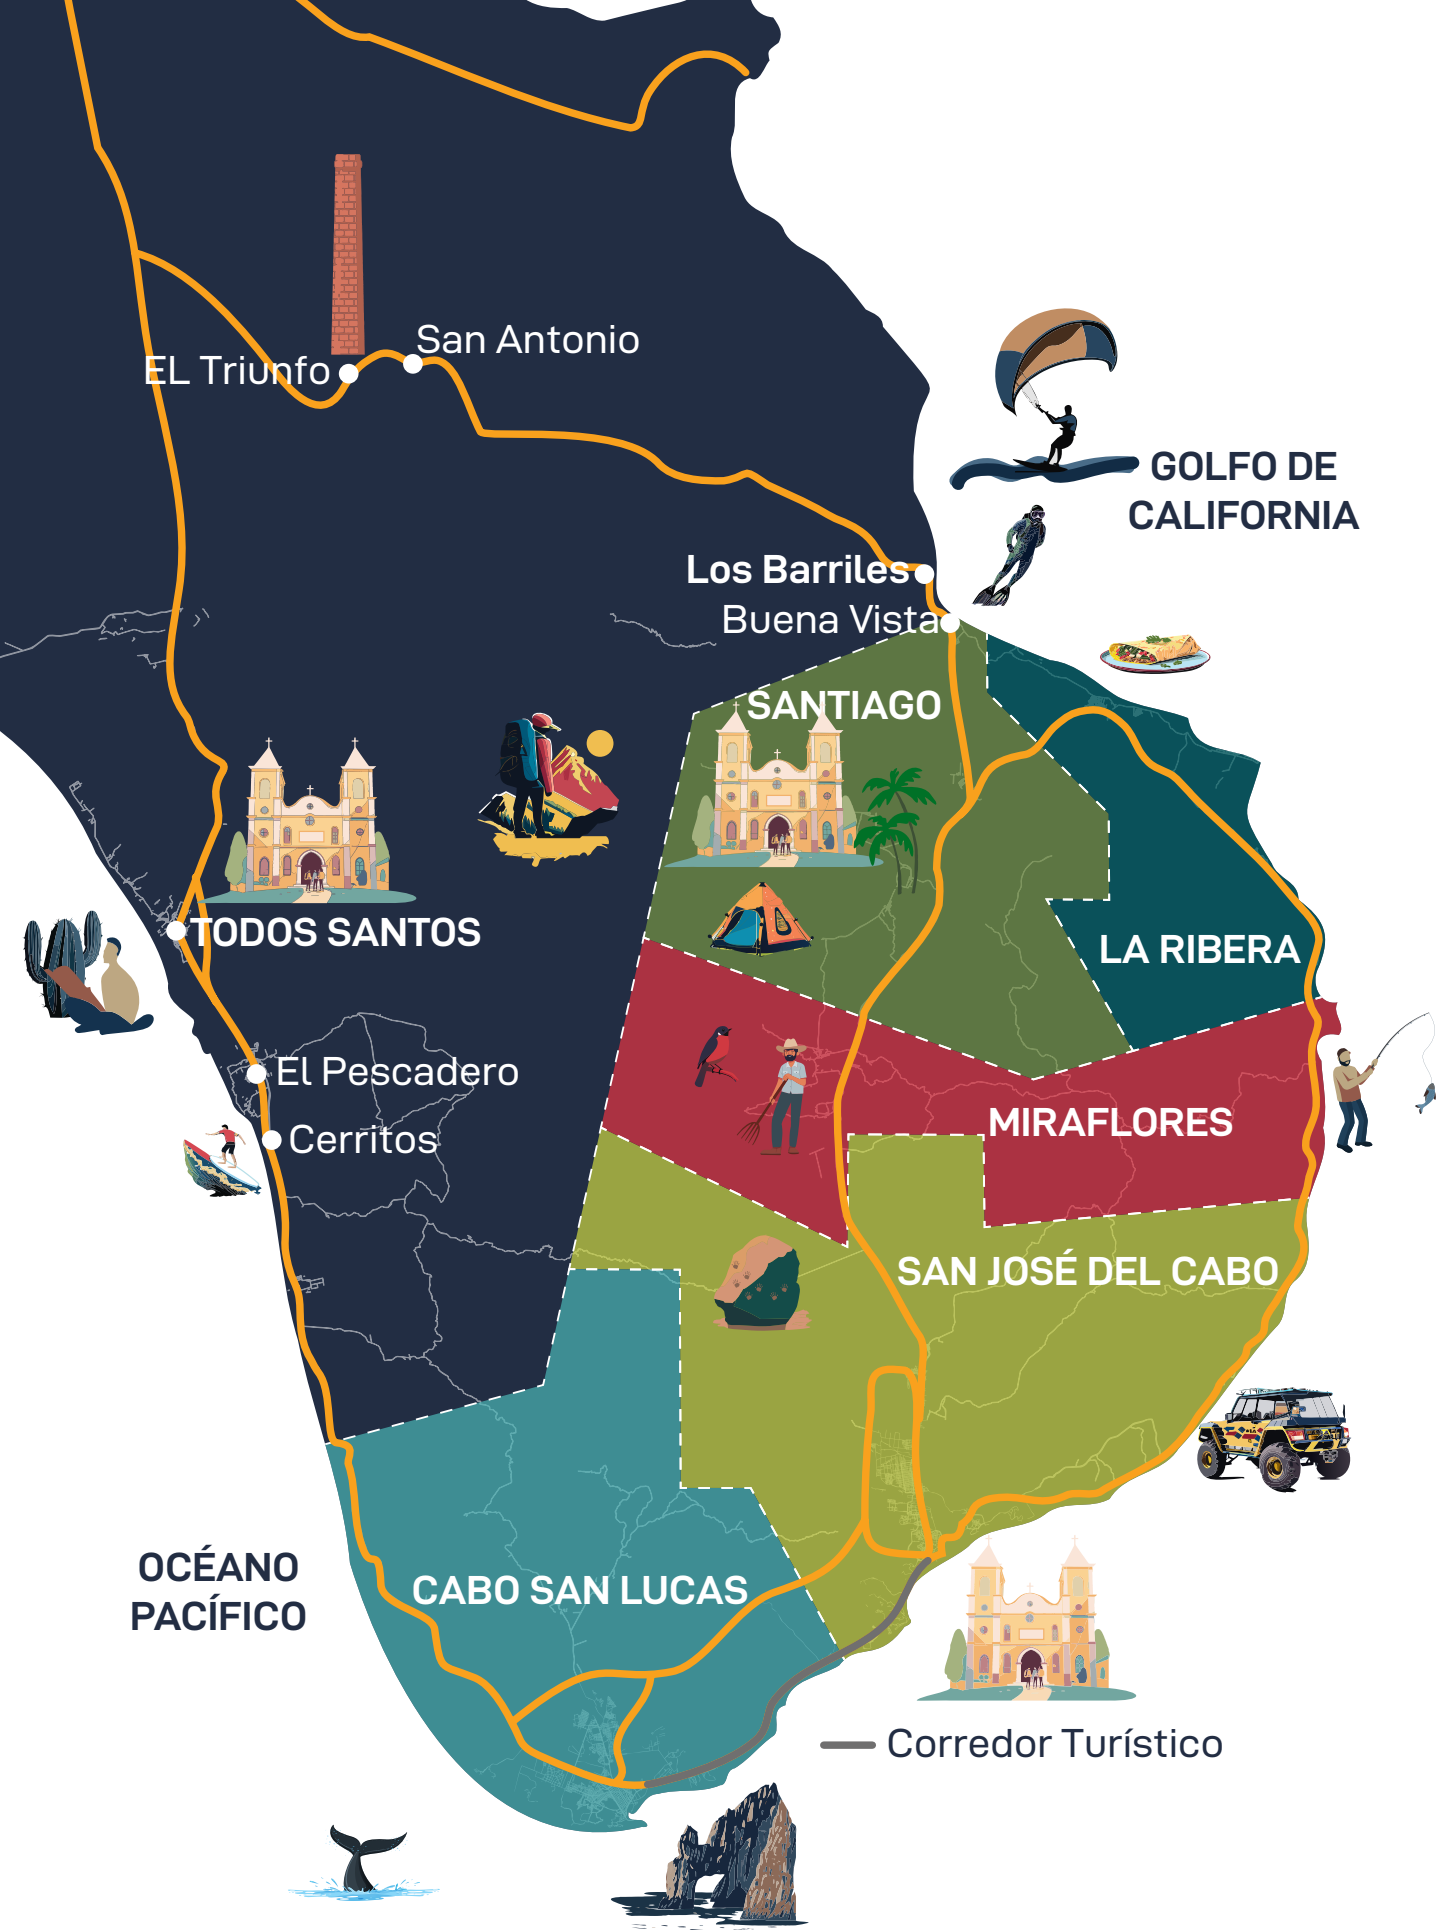 San Antonio
EL Triunfo
GOLFO DE
CALIFORNIA
Los Barriles
Buena Vista
SANTIAGO
TODOS SANTOS
LA RIBERA
El Pescadero
MIRAFLORES
Cerritos
SAN JOSÉ DEL CABO
OCÉANO
PACÍFICO
CABO SAN LUCAS
Corredor Turístico